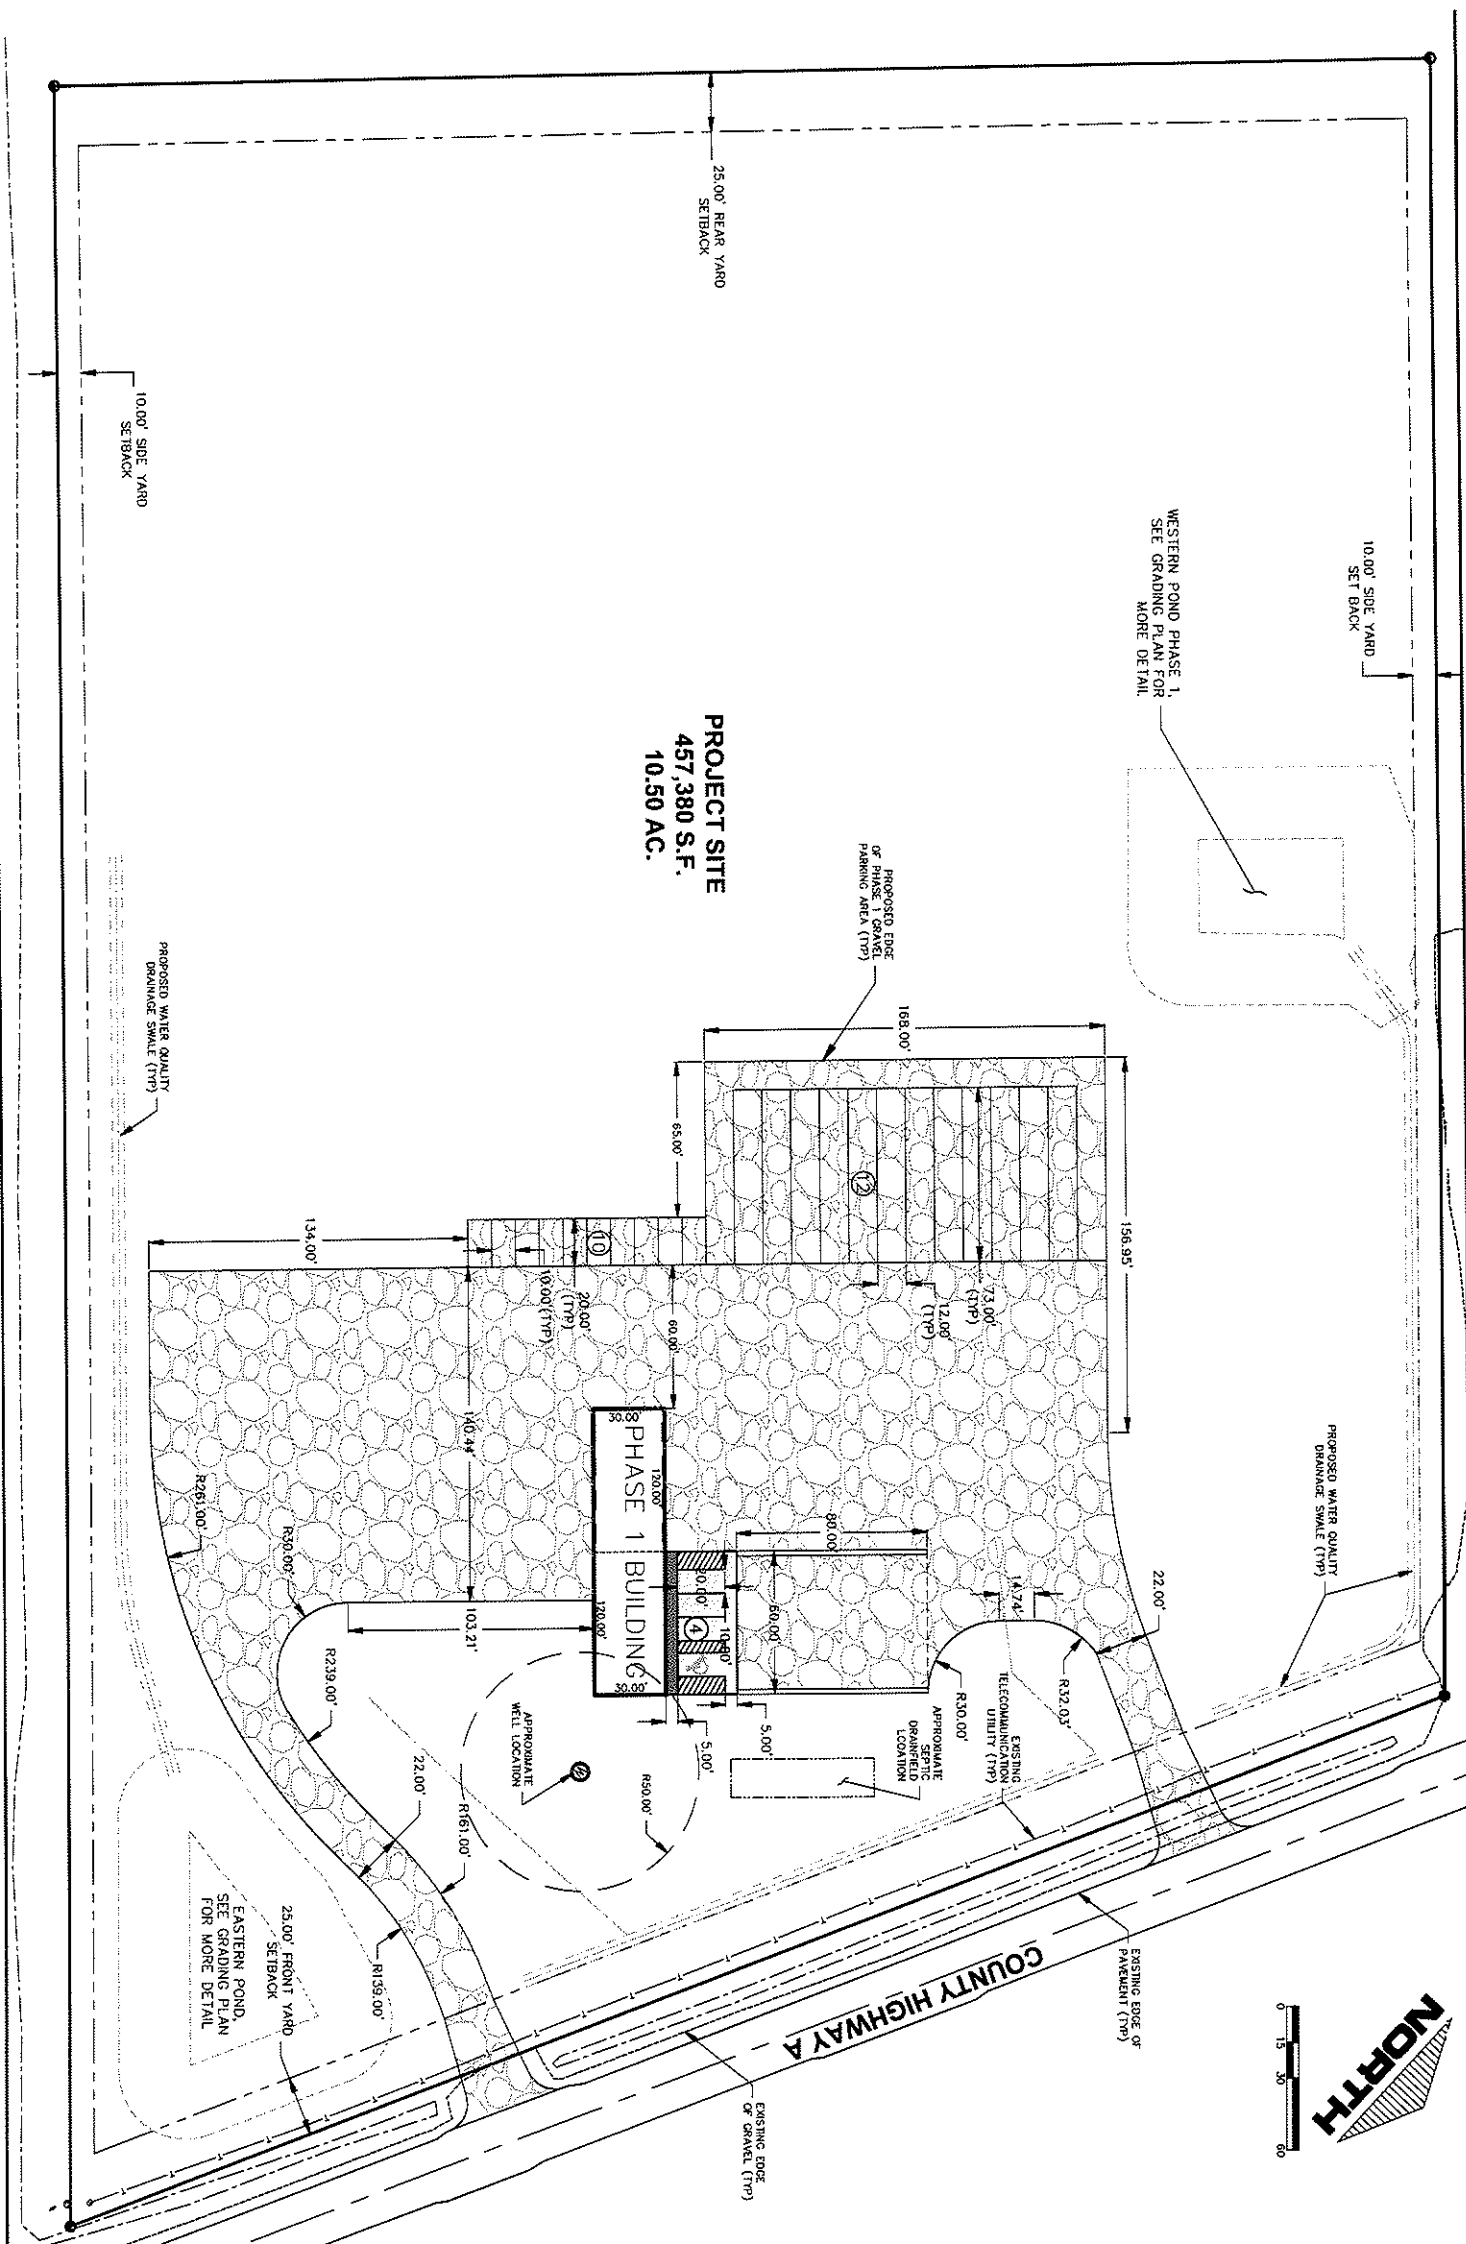 25.00' REAR YARD
SETBACK
10.00' SIDE YARD
SETBACK
10.00' SIDE YARD
SET BACK
WESTERN POND PHASE 1,
SEE GRADING PLAN FOR
MORE DETAIL
PROJECT SITE
457,380 S.F.
10.50 AC.
PROPOSED EDGE
OF PHASE 1 GRAVEL
PARKING AREA (TYP)
PROPOSED WATER QUALITY
DRAINAGE SWALE (TYP)
168.00'
156.95'
65.00'
12
73.00'
(TYP)
12.00'
(TYP)
10
134.00'
20.00'
(TYP)
10.00'(TYP)
60.00'
140.44'
30.00'
120.00'
PHASE 1 BUILDING
120.00'
30.00'
80.00'
60.00'
20.00'
4
14.74'
22.00'
R32.03'
R30.00'
PROPOSED WATER QUALITY
DRAINAGE SWALE (TYP)
R261.00'
R30.00'
103.21'
R239.00'
22.00'
R161.00'
R139.00'
APPROXIMATE
WELL LOCATION
R50.00'
5.00'
5.00'
APPROXIMATE
SEPTIC
DRAINFIELD
LCOATION
EXISTING
TELECOMMUNICATION
UTILITY (TYP)
25.00' FRONT YARD
SETBACK
EASTERN POND,
SEE GRADING PLAN
FOR MORE DETAIL
COUNTY HIGHWAY A
EXISTING EDGE OF
PAVEMENT (TYP)
EXISTING EDGE
OF GRAVEL (TYP)
NORTH
0 15 30 60